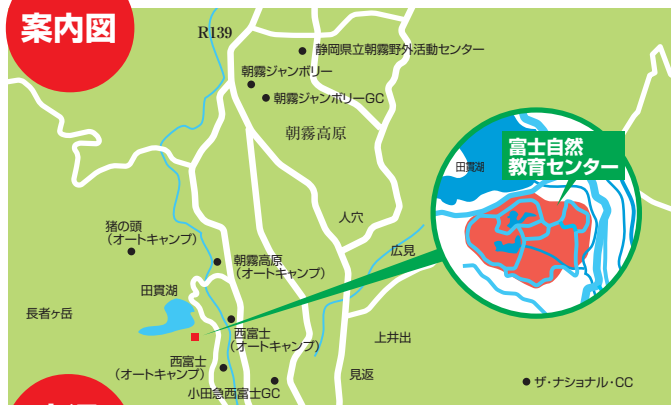 案内図
R139
静岡県立朝霧野外活動センター
朝霧ジャンボリー
朝霧ジャンボリーGC
朝霧高原
富士自然
教育センター
田貫湖
人穴
猪の頭
(オートキャンプ)
広見
朝霧高原
(オートキャンプ)
田貫湖
長者ヶ岳
西富士
(オートキャンプ)
上井出
西富士
(オートキャンプ)
見返
小田急西富士GC
ザ・ナショナル・CC